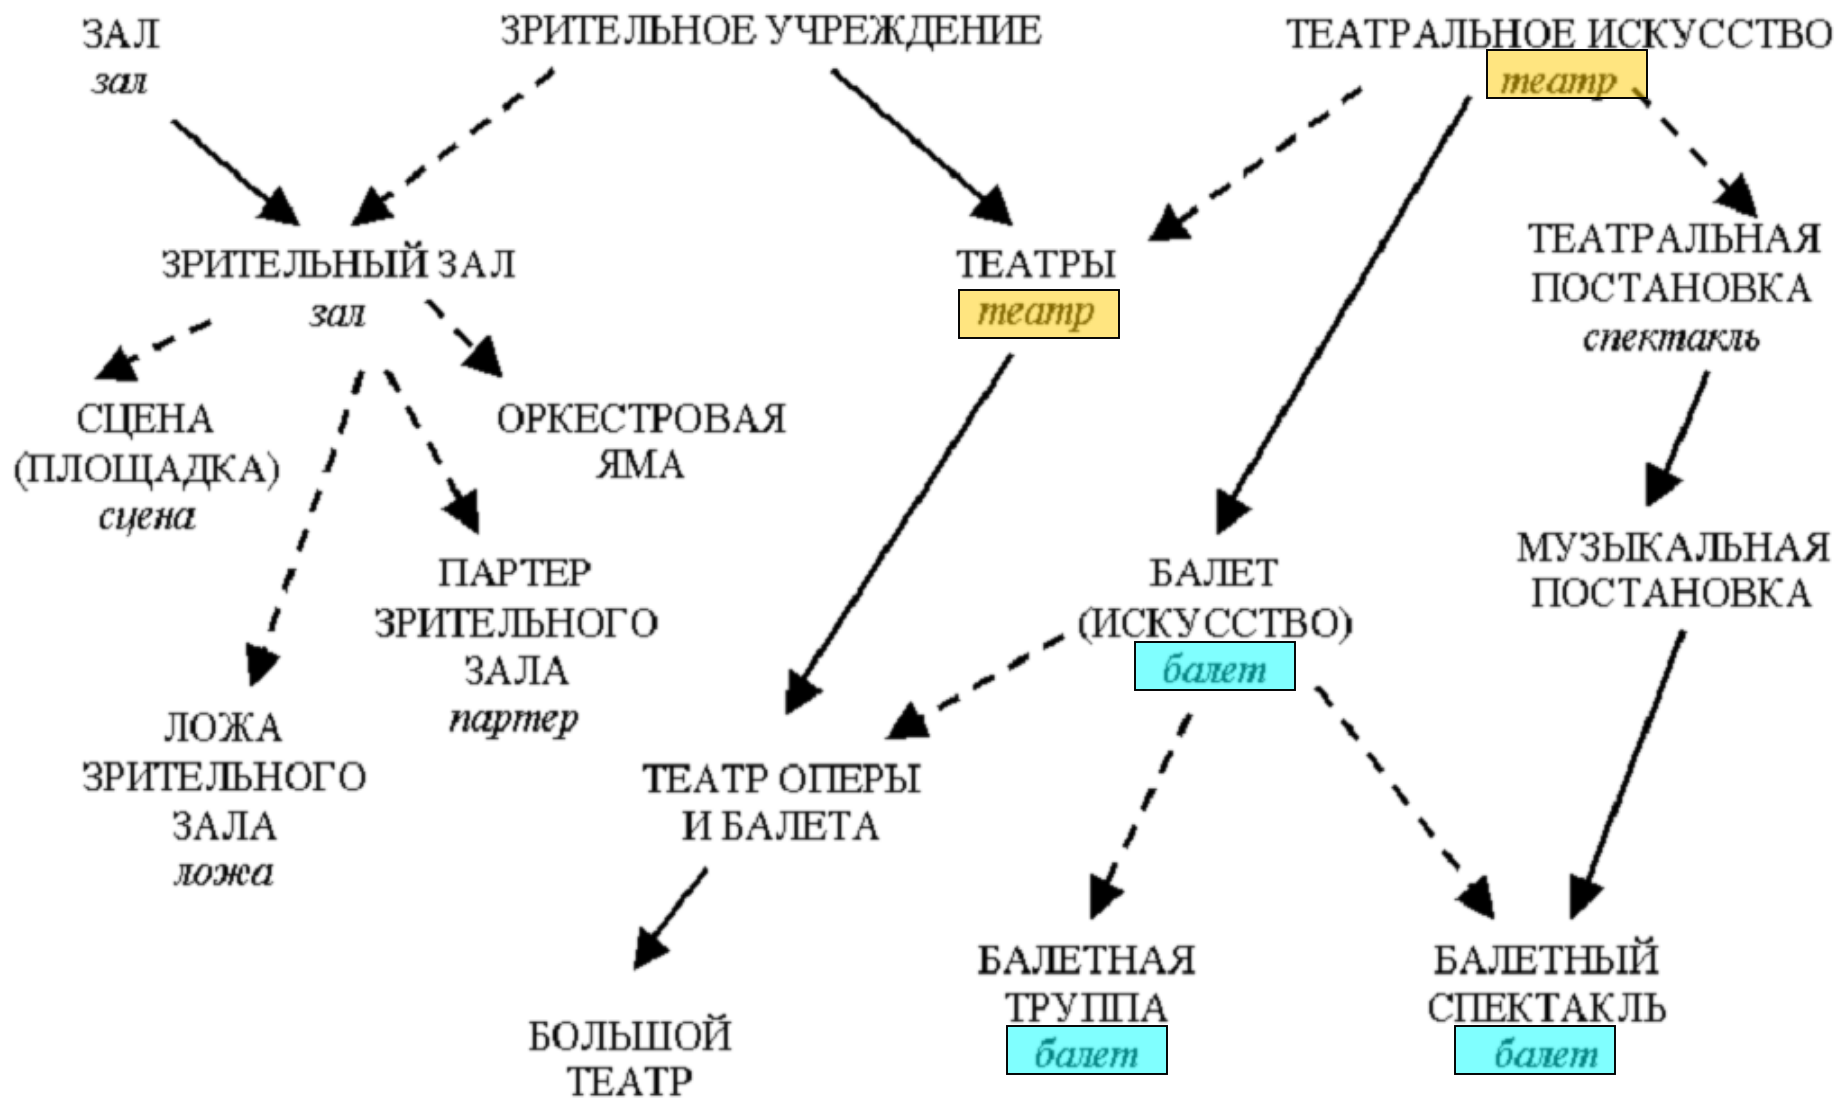 ЗАЛ
зал
ЗРИТЕЛЬНОЕ УЧРЕЖДЕНИЕ
ТЕАТРАЛЬНОЕ ИСКУССТВО
театр
ЗРИТЕЛЬНЫЙ ЗАЛ
зал
ТЕАТРЫ
театр
ТЕАТРАЛЬНАЯ
ПОСТАНОВКА
спектакль
СЦЕНА
(ПЛОЩАДКА)
сцена
ОРКЕСТРОВАЯ
ЯМА
ПАРТЕР
ЗРИТЕЛЬНОГО
ЗАЛА
партер
БАЛЕТ
(ИСКУССТВО)
балет
МУЗЫКАЛЬНАЯ
ПОСТАНОВКА
ЛОЖА
ЗРИТЕЛЬНОГО
ЗАЛА
ложа
ТЕАТР ОПЕРЫ
И БАЛЕТА
БОЛЬШОЙ
ТЕАТР
БАЛЕТНАЯ
ТРУППА
балет
БАЛЕТНЫЙ
СПЕКТАКЛЬ
балет